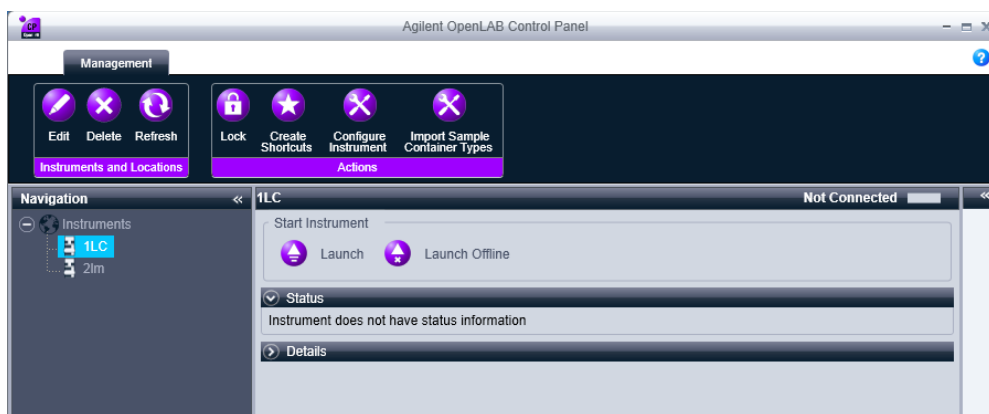 CP
Agilent OpenLAB Control Panel
Management
Edit Delete Refresh
Instruments and Locations
Lock Create Shortcuts Configure Instrument Import Sample Container Types
Actions
Navigation «
Instruments
1LC
2lm
1LC Not Connected «
Start Instrument
Launch Launch Offline
Status
Instrument does not have status information
Details